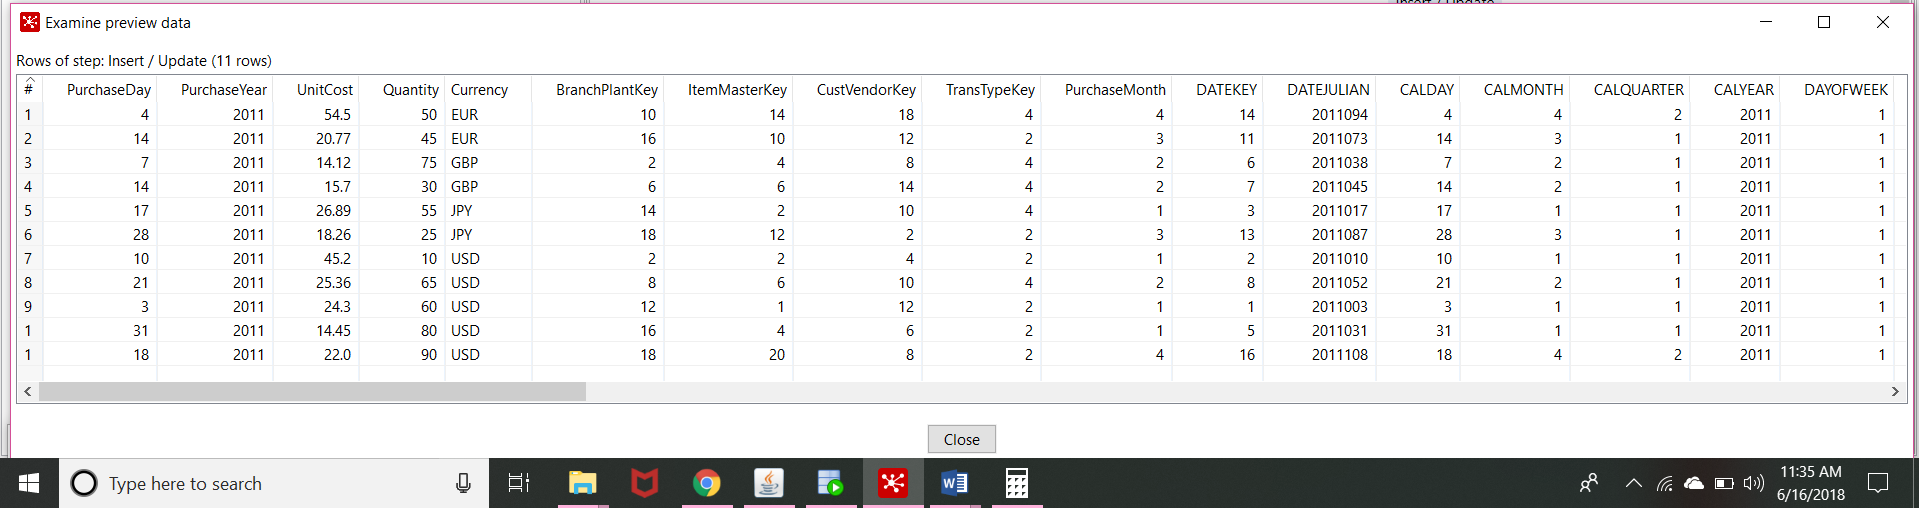 Insert / Update
Examine preview data
Rows of step: Insert / Update (11 rows)
# PurchaseDay PurchaseYear UnitCost Quantity Currency BranchPlantKey ItemMasterKey CustVendorKey TransTypeKey PurchaseMonth DATEKEY DATEJULIAN CALDAY CALMONTH CALQUARTER CALYEAR DAYOFWEEK
1 4 2011 54.5 50 EUR 10 14 18 4 4 14 2011094 4 4 2 2011 1
2 14 2011 20.77 45 EUR 16 10 12 2 3 11 2011073 14 3 1 2011 1
3 7 2011 14.12 75 GBP 2 4 8 4 2 6 2011038 7 2 1 2011 1
4 14 2011 15.7 30 GBP 6 6 14 4 2 7 2011045 14 2 1 2011 1
5 17 2011 26.89 55 JPY 14 2 10 4 1 3 2011017 17 1 1 2011 1
6 28 2011 18.26 25 JPY 18 12 2 2 3 13 2011087 28 3 1 2011 1
7 10 2011 45.2 10 USD 2 2 4 2 1 2 2011010 10 1 1 2011 1
8 21 2011 25.36 65 USD 8 6 10 4 2 8 2011052 21 2 1 2011 1
9 3 2011 24.3 60 USD 12 1 12 2 1 1 2011003 3 1 1 2011 1
1 31 2011 14.45 80 USD 16 4 6 2 1 5 2011031 31 1 1 2011 1
1 18 2011 22.0 90 USD 18 20 8 2 4 16 2011108 18 4 2 2011 1
Close
Type here to search
11:35 AM
6/16/2018